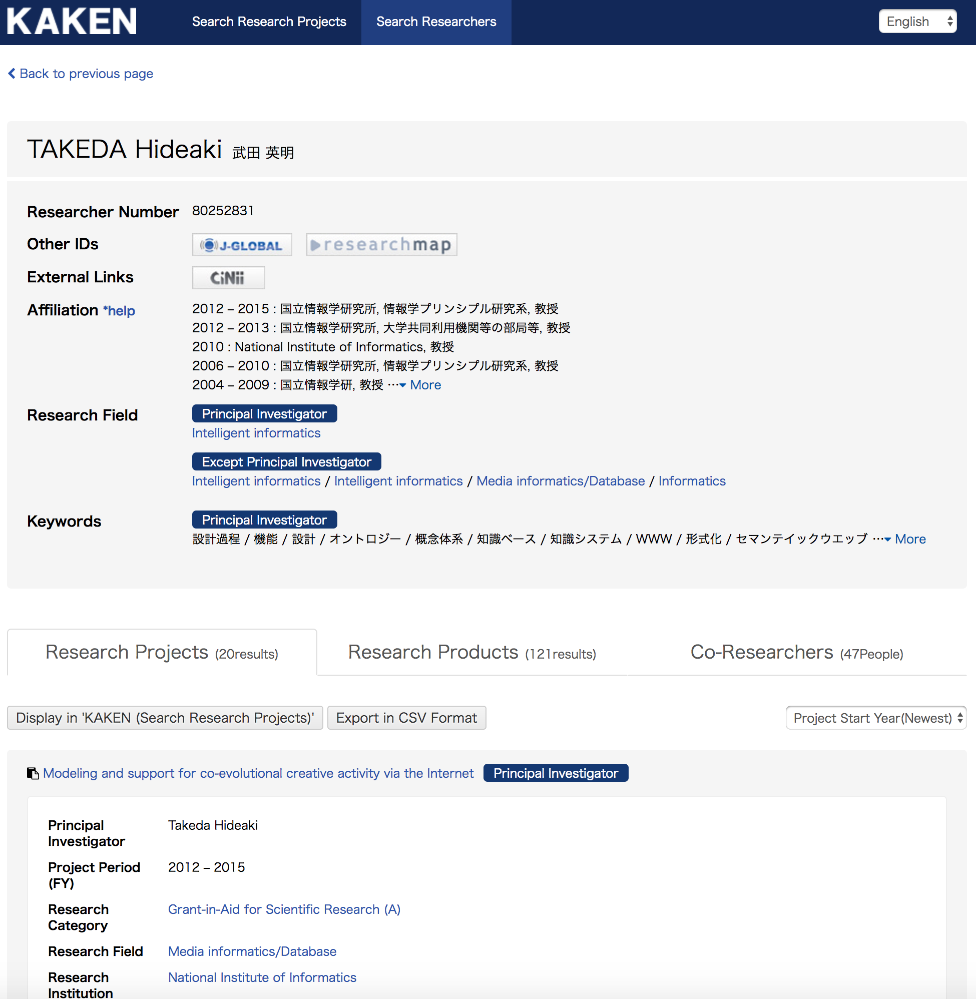 KAKEN Search Research Projects Search Researchers English
Back to previous page
TAKEDA Hideaki 武田 英明
Researcher Number 80252831
Other IDs J-GLOBAL researchmap
External Links CiNii
Affiliation *help 2012 – 2015 : 国立情報学研究所, 情報学プリンシプル研究系, 教授
2012 – 2013 : 国立情報学研究所, 大学共同利用機関等の部局等, 教授
2010 : National Institute of Informatics, 教授
2006 – 2010 : 国立情報学研究所, 情報学プリンシプル研究系, 教授
2004 – 2009 : 国立情報学研, 教授 … More
Research Field Principal Investigator
Intelligent informatics
Except Principal Investigator
Intelligent informatics / Intelligent informatics / Media informatics/Database / Informatics
Keywords Principal Investigator
設計過程 / 機能 / 設計 / オントロジー / 概念体系 / 知識ベース / 知識システム / WWW / 形式化 / セマンテイックウエッブ … More
Research Projects (20results) Research Products (121results) Co-Researchers (47People)
Display in 'KAKEN (Search Research Projects)' Export in CSV Format Project Start Year(Newest)
Modeling and support for co-evolutional creative activity via the Internet Principal Investigator
Principal Investigator Takeda Hideaki
Project Period (FY) 2012 – 2015
Research Category Grant-in-Aid for Scientific Research (A)
Research Field Media informatics/Database
Research Institution National Institute of Informatics